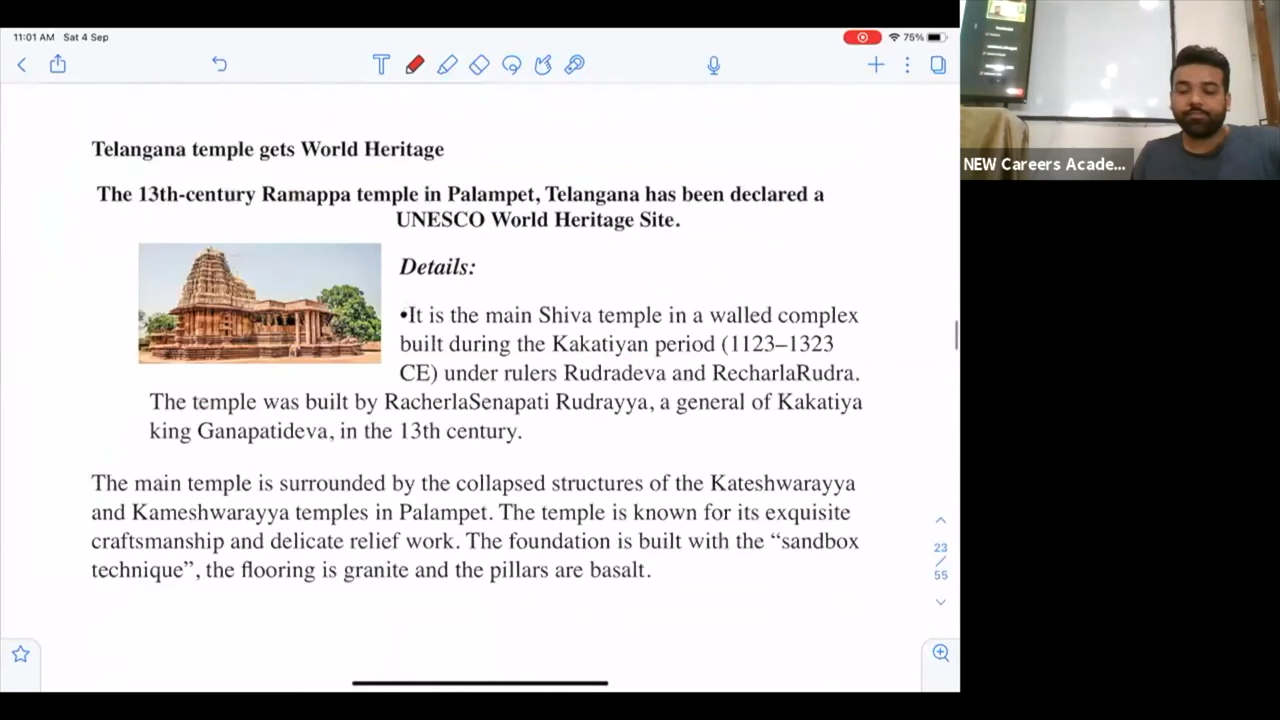 11:01 AM Sat 4 Sep
75%
Telangana temple gets World Heritage
The 13th-century Ramappa temple in Palampet, Telangana has been declared a
UNESCO World Heritage Site.
Details:
•It is the main Shiva temple in a walled complex
built during the Kakatiyan period (1123–1323
CE) under rulers Rudradeva and RecharlaRudra.
The temple was built by RacherlaSenapati Rudrayya, a general of Kakatiya
king Ganapatideva, in the 13th century.
The main temple is surrounded by the collapsed structures of the Kateshwarayya
and Kameshwarayya temples in Palampet. The temple is known for its exquisite
craftsmanship and delicate relief work. The foundation is built with the “sandbox
technique”, the flooring is granite and the pillars are basalt.
23
/
55
NEW Careers Acade...